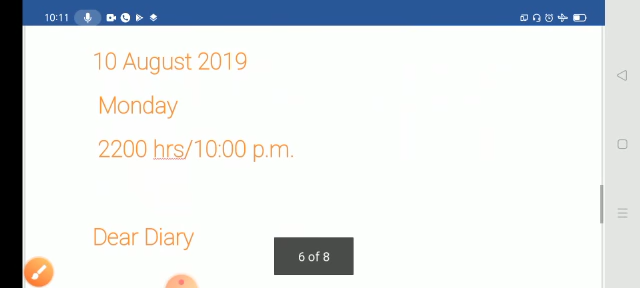 10:11
10 August 2019
Monday
2200 hrs/10:00 p.m.
Dear Diary
6 of 8